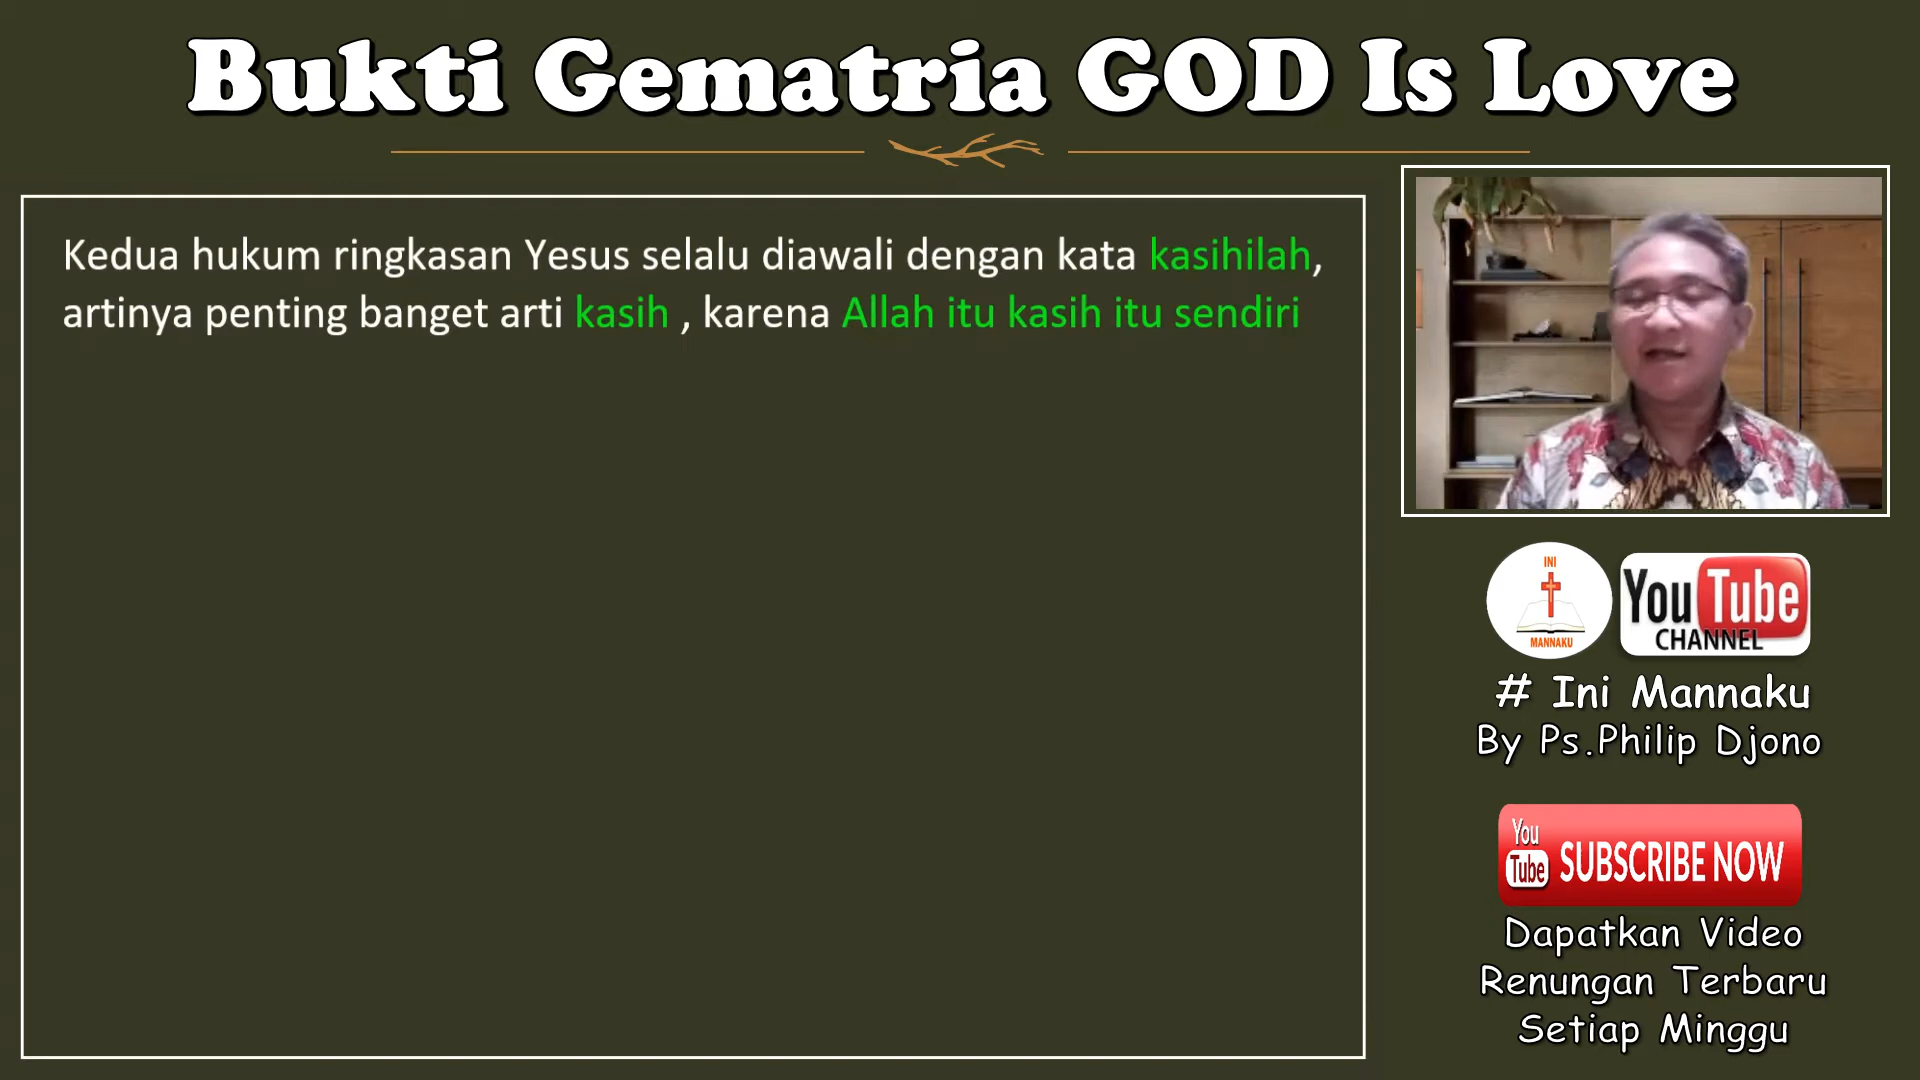 Bukti Gematria GOD Is Love
Kedua hukum ringkasan Yesus selalu diawali dengan kata kasihilah,
artinya penting banget arti kasih , karena Allah itu kasih itu sendiri
INI
MANNAKU
YouTube
CHANNEL
# Ini Mannaku
By Ps.Philip Djono
You
Tube
SUBSCRIBE NOW
Dapatkan Video
Renungan Terbaru
Setiap Minggu